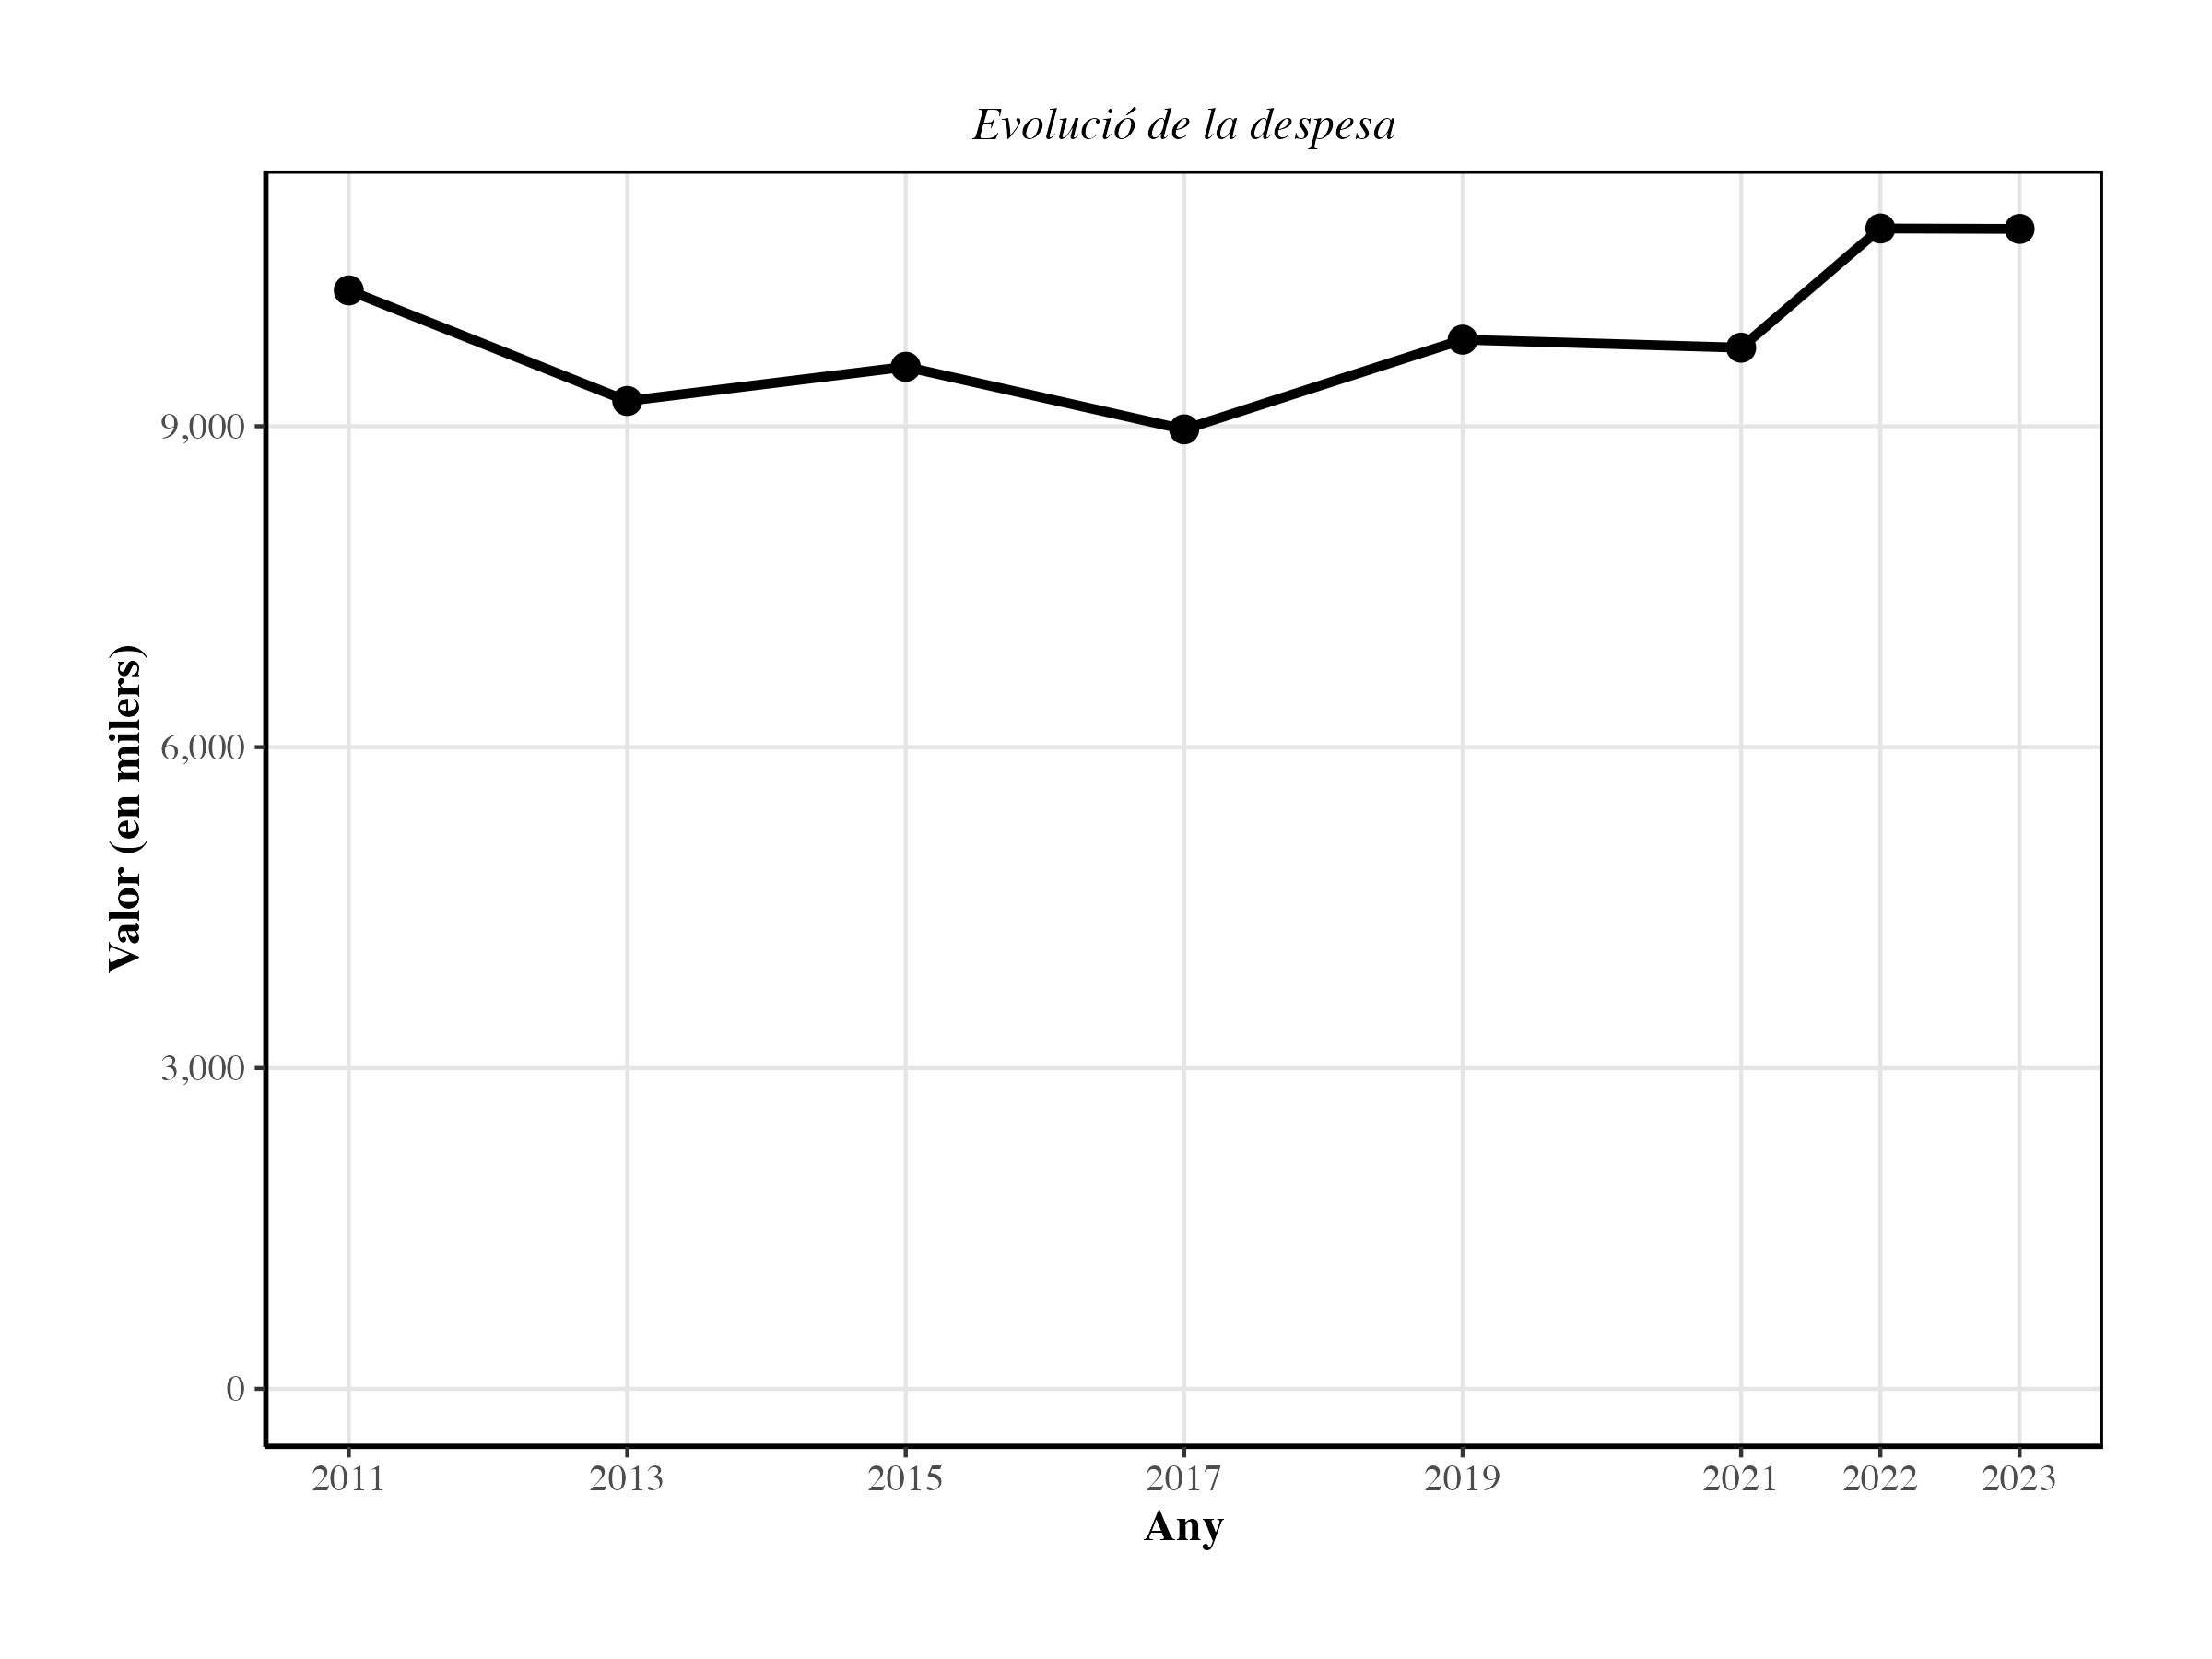 Evolució de la despesa
Valor (en milers)
9,000
6,000
3,000
0
2011 2013 2015 2017 2019 2021 2022 2023
Any